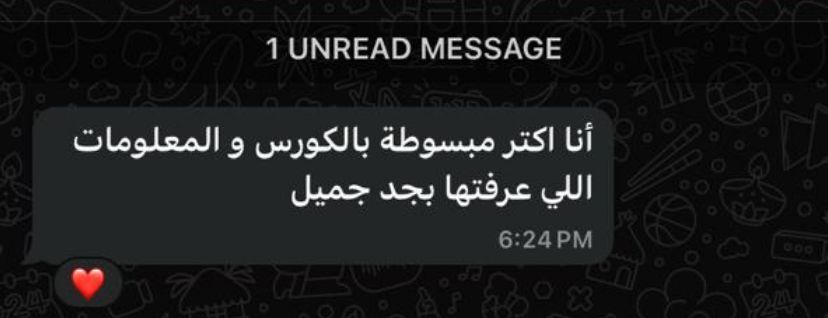 1 UNREAD MESSAGE
أنا اكتر مبسوطة بالكورس و المعلومات
اللي عرفتها بجد جميل
6:24 PM